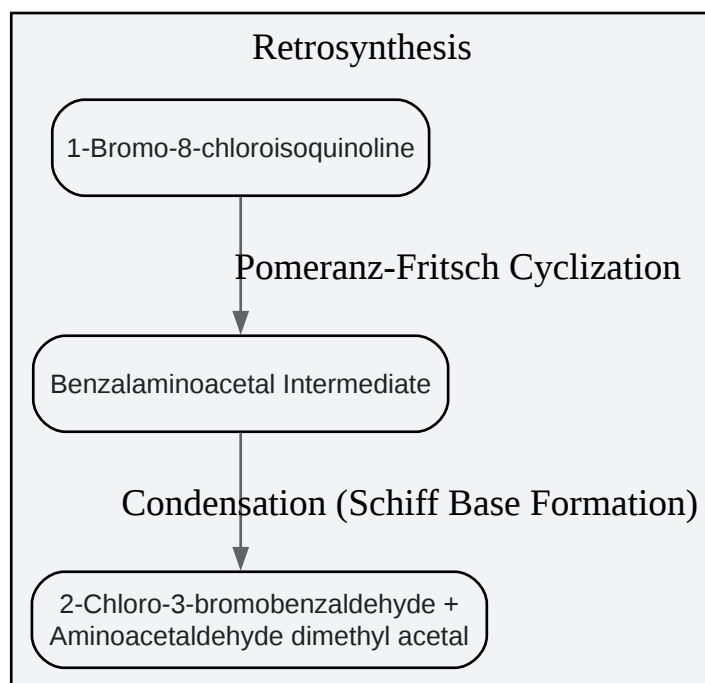 Retrosynthesis
1-Bromo-8-chloroisoquinoline
Pomeranz-Fritsch Cyclization
Benzalaminoacetal Intermediate
Condensation (Schiff Base Formation)
2-Chloro-3-bromobenzaldehyde +
Aminoacetaldehyde dimethyl acetal